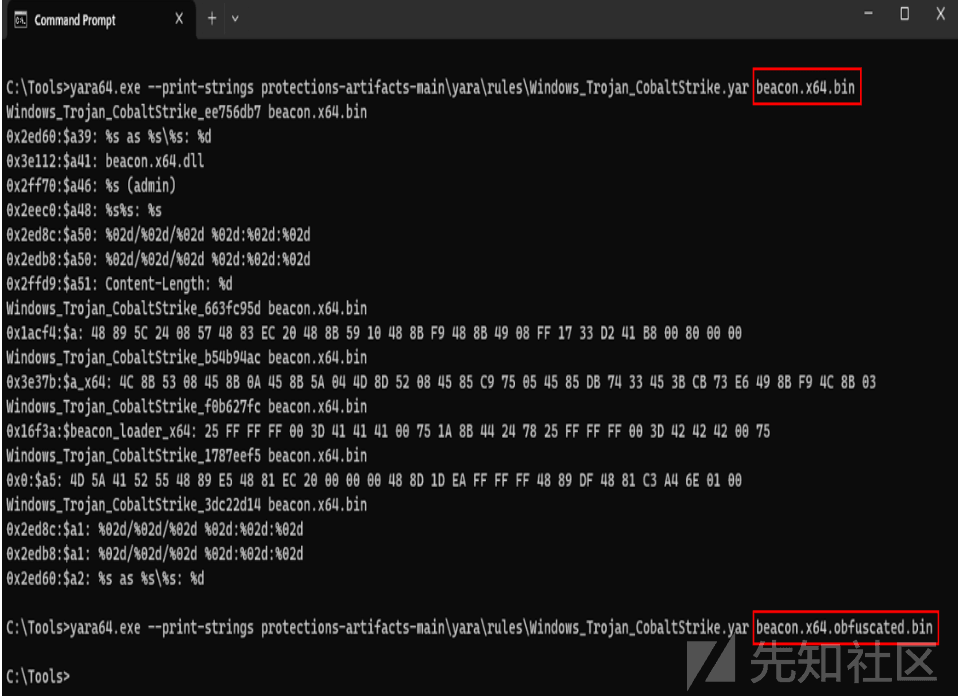 Command Prompt
C:\Tools>yara64.exe --print-strings protections-artifacts-main\yara\rules\Windows_Trojan_CobaltStrike.yar beacon.x64.bin
Windows_Trojan_CobaltStrike_ee756db7 beacon.x64.bin
0x2ed60:$a39: %s as %s\%s: %d
0x3e112:$a41: beacon.x64.dll
0x2ff70:$a46: %s (admin)
0x2eec0:$a48: %s%s: %s
0x2ed8c:$a50: %02d/%02d/%02d %02d:%02d:%02d
0x2edb8:$a50: %02d/%02d/%02d %02d:%02d:%02d
0x2ffd9:$a51: Content-Length: %d
Windows_Trojan_CobaltStrike_663fc95d beacon.x64.bin
0x1acf4:$a: 48 89 5C 24 08 57 48 83 EC 20 48 8B 59 10 48 8B F9 48 8B 49 08 FF 17 33 D2 41 B8 00 80 00 00
Windows_Trojan_CobaltStrike_b54b94ac beacon.x64.bin
0x3e37b:$a_x64: 4C 8B 53 08 45 8B 0A 45 8B 5A 04 4D 8D 52 08 45 85 C9 75 05 45 85 DB 74 33 45 3B CB 73 E6 49 8B F9 4C 8B 03
Windows_Trojan_CobaltStrike_f0b627fc beacon.x64.bin
0x16f3a:$beacon_loader_x64: 25 FF FF FF 00 3D 41 41 41 00 75 1A 8B 44 24 78 25 FF FF FF 00 3D 42 42 42 00 75
Windows_Trojan_CobaltStrike_1787eef5 beacon.x64.bin
0x0:$a5: 4D 5A 41 52 55 48 89 E5 48 81 EC 20 00 00 00 48 8D 1D EA FF FF FF 48 89 DF 48 81 C3 A4 6E 01 00
Windows_Trojan_CobaltStrike_3dc22d14 beacon.x64.bin
0x2ed8c:$a1: %02d/%02d/%02d %02d:%02d:%02d
0x2edb8:$a1: %02d/%02d/%02d %02d:%02d:%02d
0x2ed60:$a2: %s as %s\%s: %d
C:\Tools>yara64.exe --print-strings protections-artifacts-main\yara\rules\Windows_Trojan_CobaltStrike.yar beacon.x64.obfuscated.bin
C:\Tools>
先知社区